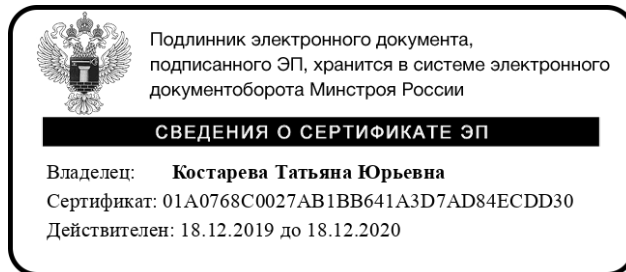 Подлинник электронного документа,
подписанного ЭП, хранится в системе электронного
документоборота Минстроя России
СВЕДЕНИЯ О СЕРТИФИКАТЕ ЭП
Владелец: Костарева Татьяна Юрьевна
Сертификат: 01A0768C0027AB1BB641A3D7AD84ECDD30
Действителен: 18.12.2019 до 18.12.2020